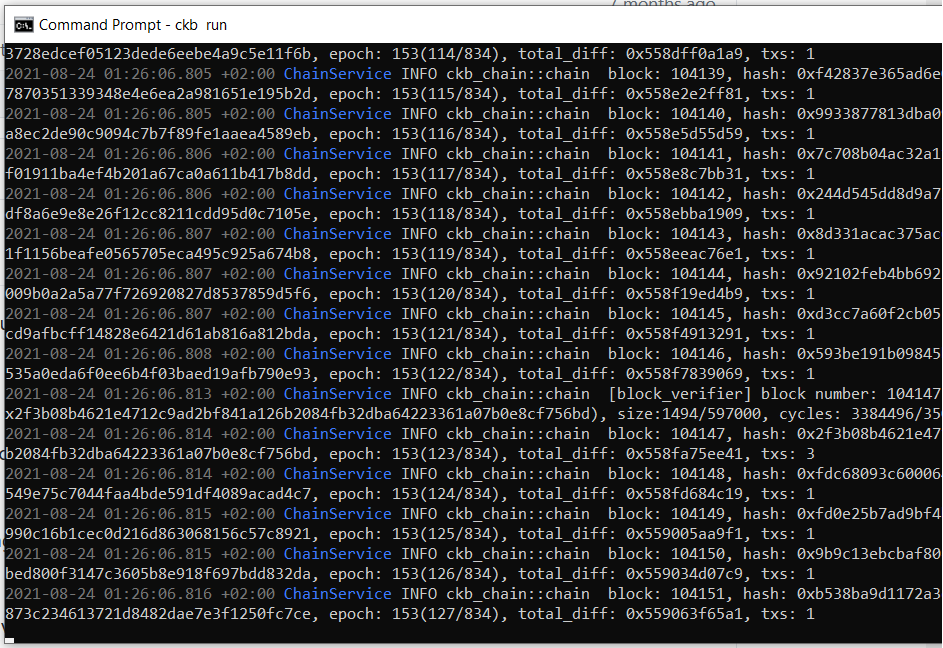 7 months ago
Command Prompt - ckb run
3728edcef05123dede6eebe4a9c5e11f6b, epoch: 153(114/834), total_diff: 0x558dff0a1a9, txs: 1
2021-08-24 01:26:06.805 +02:00 ChainService INFO ckb_chain::chain  block: 104139, hash: 0xf42837e365ad6e
7870351339348e4e6ea2a981651e195b2d, epoch: 153(115/834), total_diff: 0x558e2e2ff81, txs: 1
2021-08-24 01:26:06.805 +02:00 ChainService INFO ckb_chain::chain  block: 104140, hash: 0x9933877813dba0
a8ec2de90c9094c7b7f89fe1aaea4589eb, epoch: 153(116/834), total_diff: 0x558e5d55d59, txs: 1
2021-08-24 01:26:06.806 +02:00 ChainService INFO ckb_chain::chain  block: 104141, hash: 0x7c708b04ac32a1
f01911ba4ef4b201a67ca0a611b417b8dd, epoch: 153(117/834), total_diff: 0x558e8c7bb31, txs: 1
2021-08-24 01:26:06.806 +02:00 ChainService INFO ckb_chain::chain  block: 104142, hash: 0x244d545dd8d9a7
df8a6e9e8e26f12cc8211cdd95d0c7105e, epoch: 153(118/834), total_diff: 0x558ebba1909, txs: 1
2021-08-24 01:26:06.807 +02:00 ChainService INFO ckb_chain::chain  block: 104143, hash: 0x8d331acac375ac
1f1156beafe0565705eca495c925a674b8, epoch: 153(119/834), total_diff: 0x558eeac76e1, txs: 1
2021-08-24 01:26:06.807 +02:00 ChainService INFO ckb_chain::chain  block: 104144, hash: 0x92102feb4bb692
009b0a2a5a77f726920827d8537859d5f6, epoch: 153(120/834), total_diff: 0x558f19ed4b9, txs: 1
2021-08-24 01:26:06.807 +02:00 ChainService INFO ckb_chain::chain  block: 104145, hash: 0xd3cc7a60f2cb05
cd9afbcff14828e6421d61ab816a812bda, epoch: 153(121/834), total_diff: 0x558f4913291, txs: 1
2021-08-24 01:26:06.808 +02:00 ChainService INFO ckb_chain::chain  block: 104146, hash: 0x593be191b09845
535a0eda6f0ee6b4f03baed19afb790e93, epoch: 153(122/834), total_diff: 0x558f7839069, txs: 1
2021-08-24 01:26:06.813 +02:00 ChainService INFO ckb_chain::chain  [block_verifier] block number: 104147
x2f3b08b4621e4712c9ad2bf841a126b2084fb32dba64223361a07b0e8cf756bd), size:1494/597000, cycles: 3384496/350
2021-08-24 01:26:06.814 +02:00 ChainService INFO ckb_chain::chain  block: 104147, hash: 0x2f3b08b4621e47
b2084fb32dba64223361a07b0e8cf756bd, epoch: 153(123/834), total_diff: 0x558fa75ee41, txs: 3
2021-08-24 01:26:06.814 +02:00 ChainService INFO ckb_chain::chain  block: 104148, hash: 0xfdc68093c60006
549e75c7044faa4bde591df4089acad4c7, epoch: 153(124/834), total_diff: 0x558fd684c19, txs: 1
2021-08-24 01:26:06.815 +02:00 ChainService INFO ckb_chain::chain  block: 104149, hash: 0xfd0e25b7ad9bf4
990c16b1cec0d216d863068156c57c8921, epoch: 153(125/834), total_diff: 0x559005aa9f1, txs: 1
2021-08-24 01:26:06.815 +02:00 ChainService INFO ckb_chain::chain  block: 104150, hash: 0x9b9c13ebcbaf80
bed800f3147c3605b8e918f697bdd832da, epoch: 153(126/834), total_diff: 0x559034d07c9, txs: 1
2021-08-24 01:26:06.816 +02:00 ChainService INFO ckb_chain::chain  block: 104151, hash: 0xb538ba9d1172a3
873c234613721d8482dae7e3f1250fc7ce, epoch: 153(127/834), total_diff: 0x559063f65a1, txs: 1